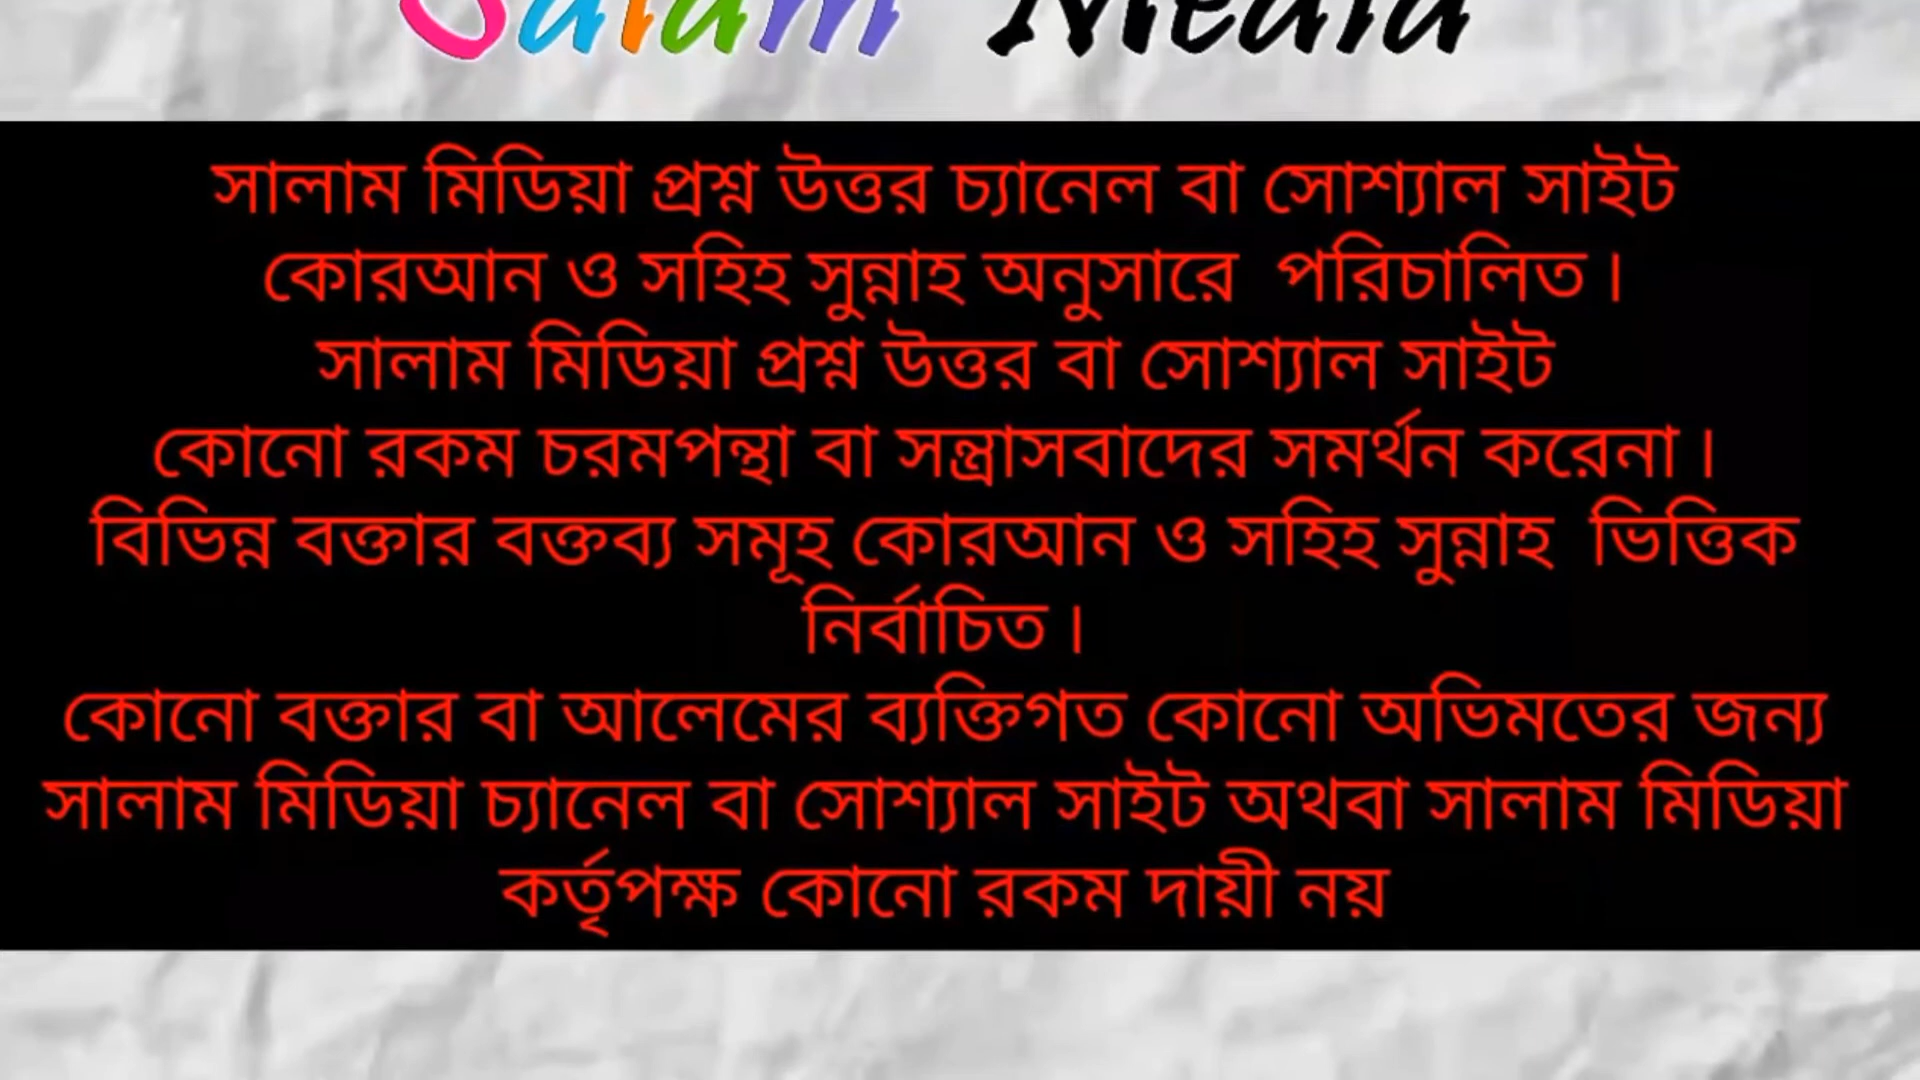 Salam Media
সালাম মিডিয়া প্রশ্ন উত্তর চ্যানেল বা সোশ্যাল সাইট
কোরআন ও সহিহ সুন্নাহ অনুসারে পরিচালিত।
সালাম মিডিয়া প্রশ্ন উত্তর বা সোশ্যাল সাইট
কোনো রকম চরমপন্থা বা সন্ত্রাসবাদের সমর্থন করেনা।
বিভিন্ন বক্তার বক্তব্য সমূহ কোরআন ও সহিহ সুন্নাহ ভিত্তিক
নির্বাচিত।
কোনো বক্তার বা আলেমের ব্যক্তিগত কোনো অভিমতের জন্য
সালাম মিডিয়া চ্যানেল বা সোশ্যাল সাইট অথবা সালাম মিডিয়া
কর্তৃপক্ষ কোনো রকম দায়ী নয়